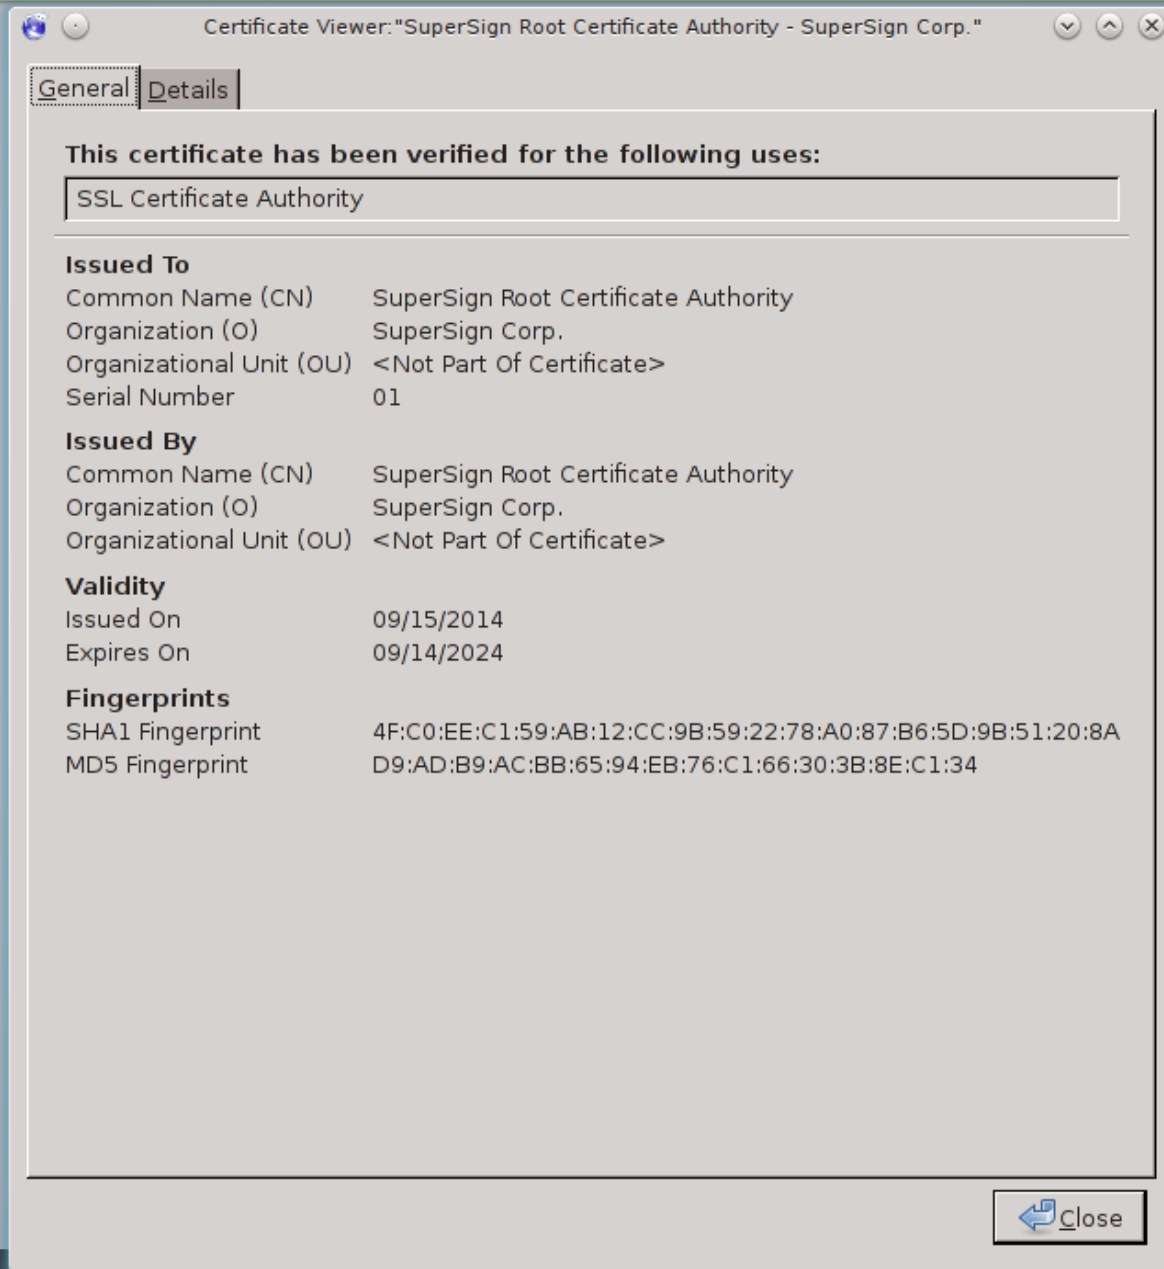 Certificate Viewer:"SuperSign Root Certificate Authority - SuperSign Corp."
General Details
This certificate has been verified for the following uses:
SSL Certificate Authority
Issued To
Common Name (CN) SuperSign Root Certificate Authority
Organization (O) SuperSign Corp.
Organizational Unit (OU) <Not Part Of Certificate>
Serial Number 01
Issued By
Common Name (CN) SuperSign Root Certificate Authority
Organization (O) SuperSign Corp.
Organizational Unit (OU) <Not Part Of Certificate>
Validity
Issued On 09/15/2014
Expires On 09/14/2024
Fingerprints
SHA1 Fingerprint 4F:C0:EE:C1:59:AB:12:CC:9B:59:22:78:A0:87:B6:5D:9B:51:20:8A
MD5 Fingerprint D9:AD:B9:AC:BB:65:94:EB:76:C1:66:30:3B:8E:C1:34
Close